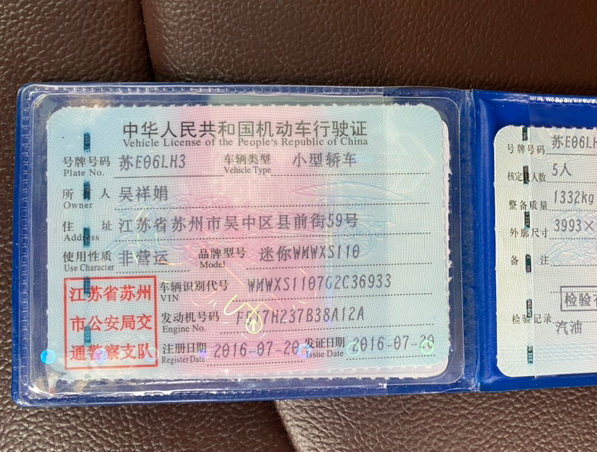 中华人民共和国机动车行驶证
Vehicle License of the People's Republic of China
号牌号码 苏E06LH3 车辆类型 小型轿车
Plate No. Vehicle Type
所有人 吴祥娟
Owner
住址 江苏省苏州市吴中区县前街59号
Address
使用性质 非营运 品牌型号 迷你WMWXS110
Use Character Model
江苏省苏州
市公安局交
通警察支队
车辆识别代号 WMWXS1107G2C36933
VIN
发动机号码 H237B38A12A
Engine No.
注册日期 2016-07-20 发证日期 2016-07-20
Register Date Issue Date
号牌号码 苏E06LH3
核定人数 5人
整备质量 1332kg
外廓尺寸 3993×
备注
检验
检验记录
汽油